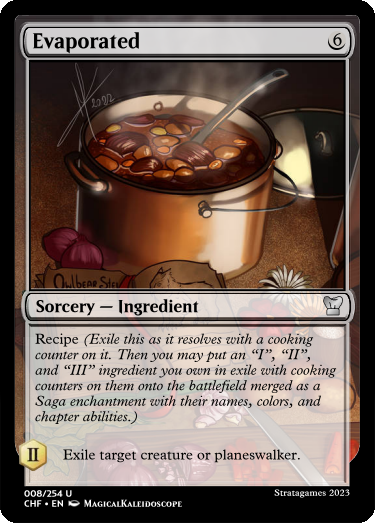 Evaporated 6
2022
Owlbear Ste
Sorcery — Ingredient
Recipe (Exile this as it resolves with a cooking
counter on it. Then you may put an “I”, “II”,
and “III” ingredient you own in exile with cooking
counters on them onto the battlefield merged as a
Saga enchantment with their names, colors, and
chapter abilities.)
II Exile target creature or planeswalker.
008/254 U Stratagames 2023
CHF • EN MagicalKaleidoscope